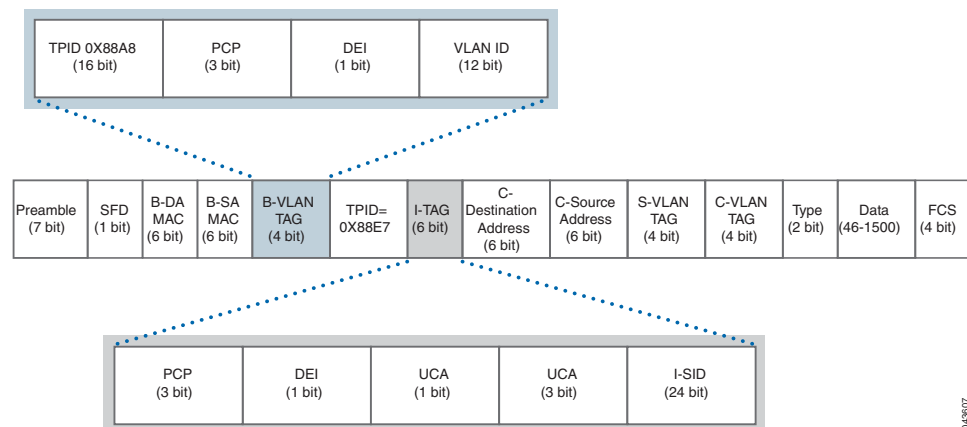 TPID 0X88A8
(16 bit)
PCP
(3 bit)
DEI
(1 bit)
VLAN ID
(12 bit)
Preamble
(7 bit)
SFD
(1 bit)
B-DA
MAC
(6 bit)
B-SA
MAC
(6 bit)
B-VLAN
TAG
(4 bit)
TPID=
0X88E7
I-TAG
(6 bit)
C-
Destination
Address
(6 bit)
C-Source
Address
(6 bit)
S-VLAN
TAG
(4 bit)
C-VLAN
TAG
(4 bit)
Type
(2 bit)
Data
(46-1500)
FCS
(4 bit)
PCP
(3 bit)
DEI
(1 bit)
UCA
(1 bit)
UCA
(3 bit)
I-SID
(24 bit)